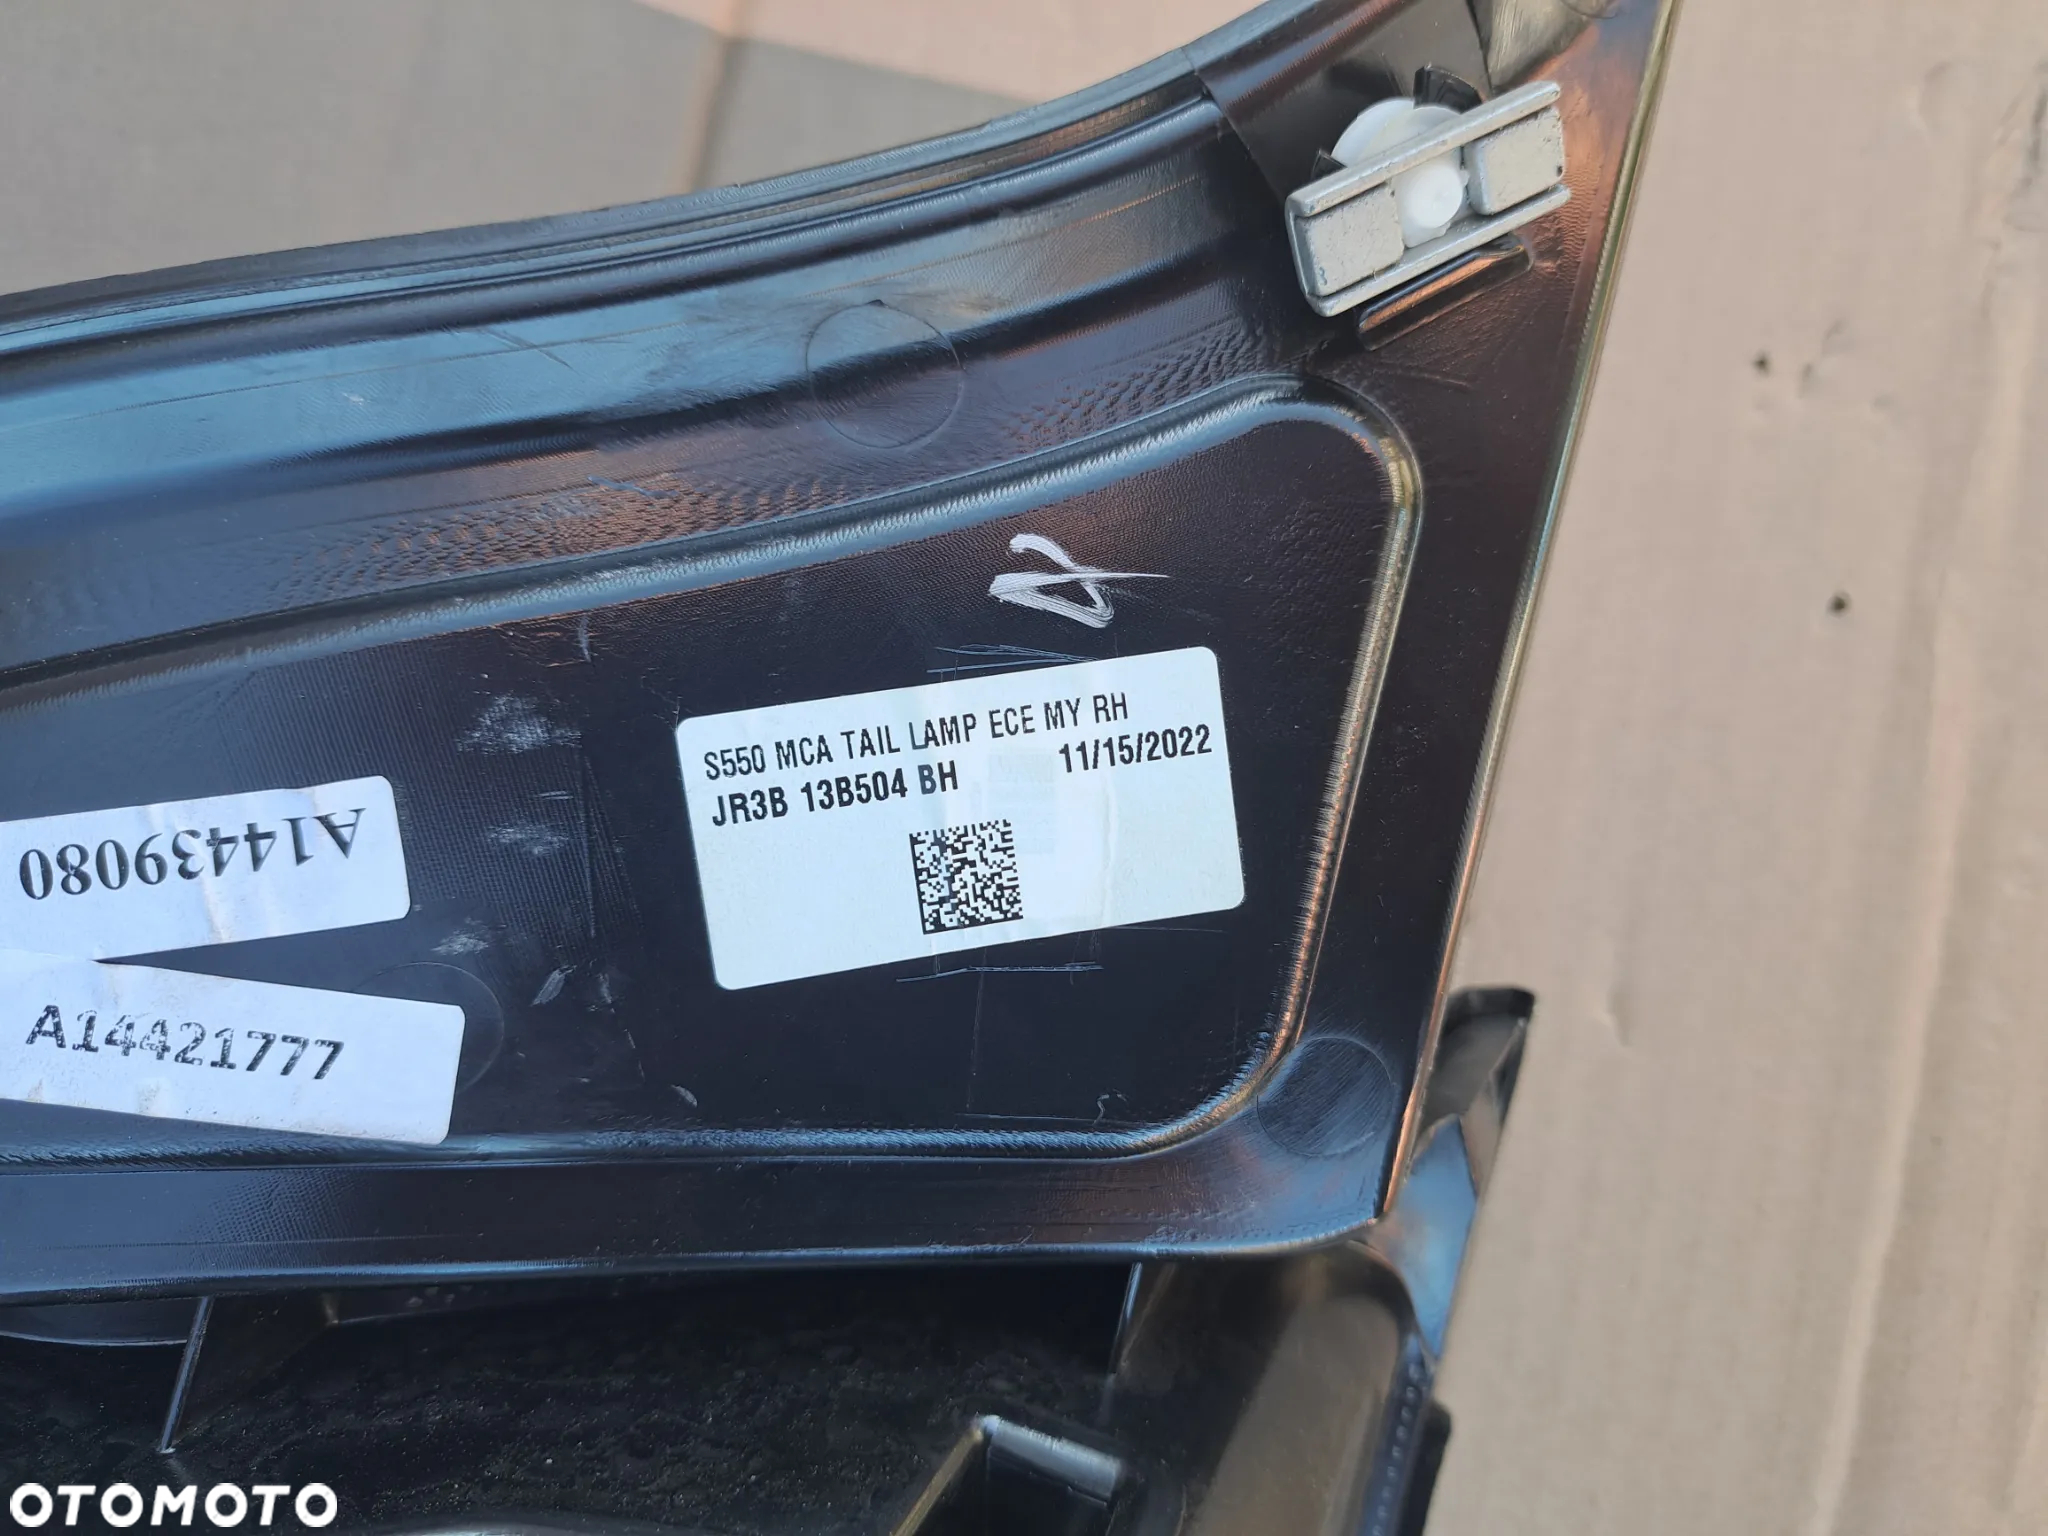 S550 MCA TAIL LAMP ECE MY RH
JR3B 13B504 BH 11/15/2022
A14439080
A14421777
OTOMOTO